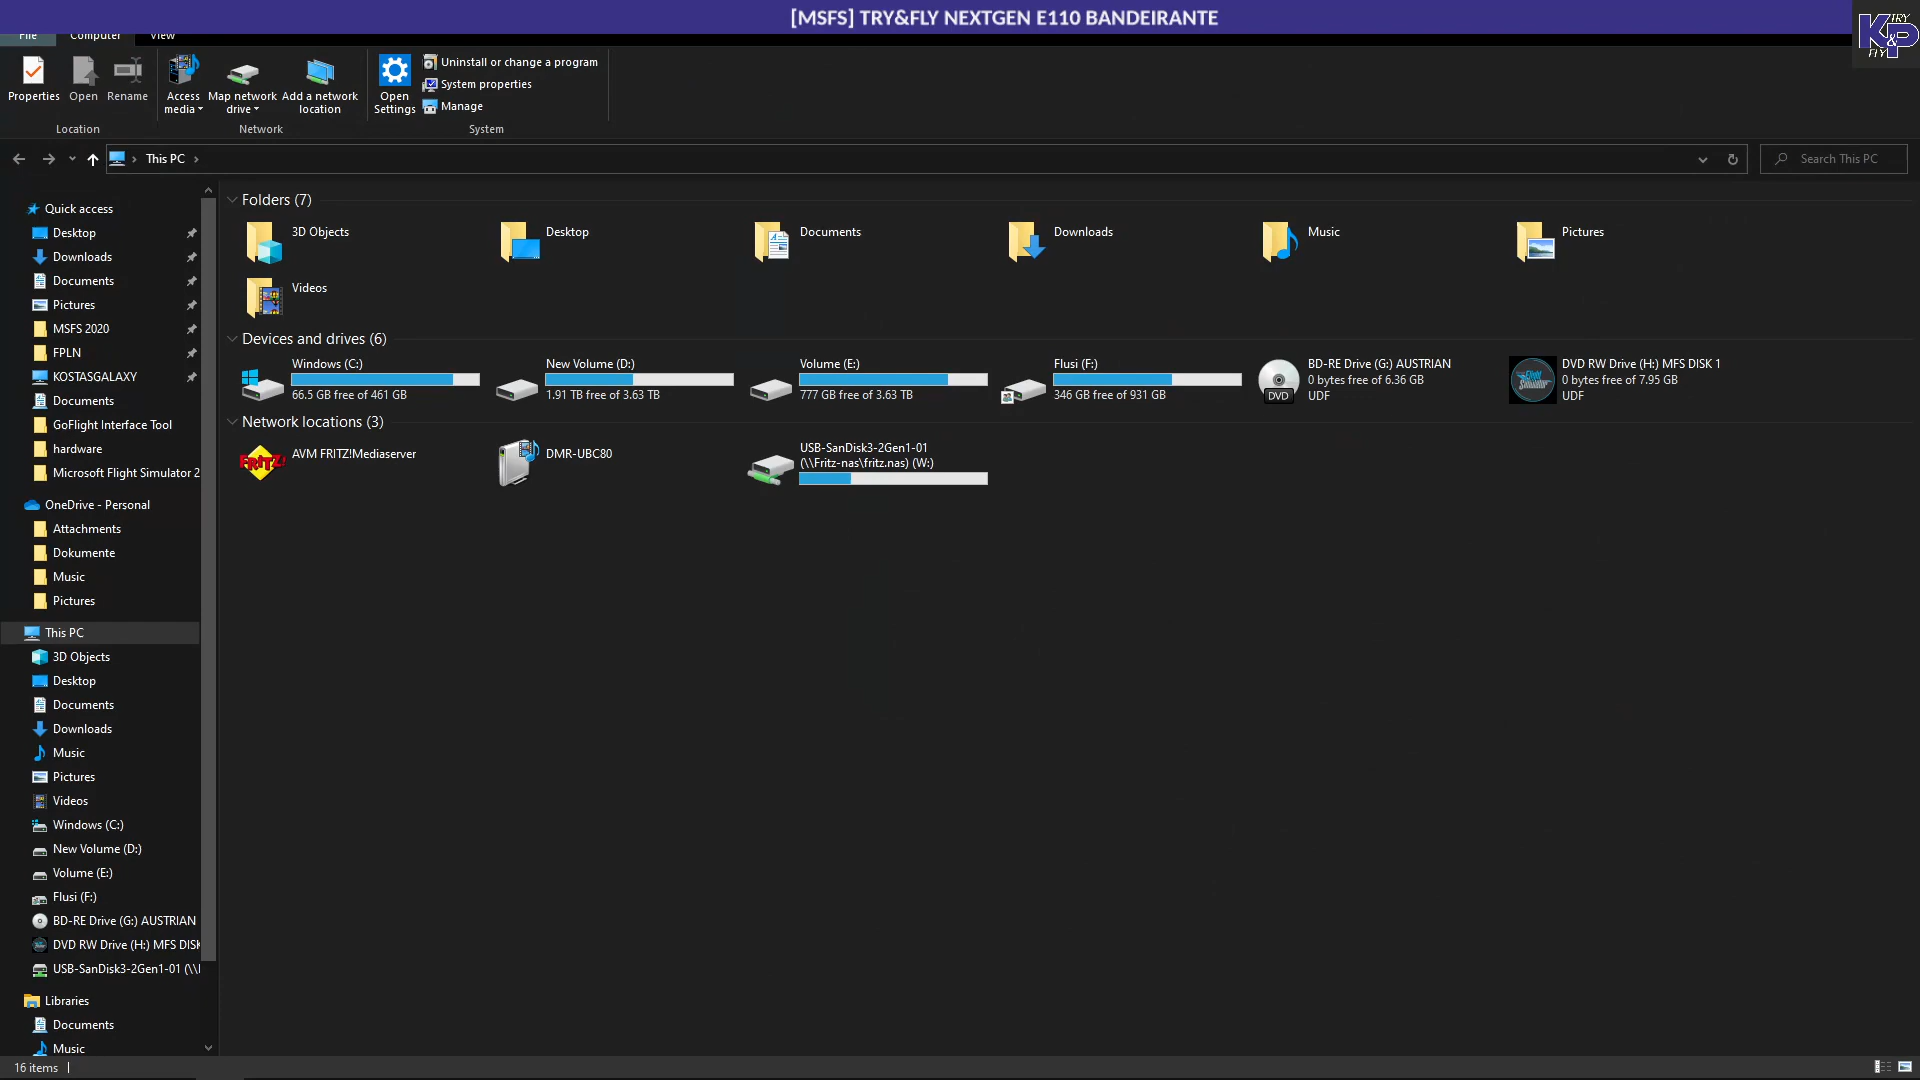 [MSFS] TRY&FLY NEXTGEN E110 BANDEIRANTE
TRY
K&P
FLY
File
Computer
View
Properties
Open
Rename
Access
media
Map network
drive
Add a network
location
Open
Settings
Uninstall or change a program
System properties
Manage
Location
Network
System
This PC
Search This PC
Quick access
Desktop
Downloads
Documents
Pictures
MSFS 2020
FPLN
KOSTASGALAXY
Documents
GoFlight Interface Tool
hardware
Microsoft Flight Simulator 2
OneDrive - Personal
Attachments
Dokumente
Music
Pictures
This PC
3D Objects
Desktop
Documents
Downloads
Music
Pictures
Videos
Windows (C:)
New Volume (D:)
Volume (E:)
Flusi (F:)
BD-RE Drive (G:) AUSTRIAN
DVD RW Drive (H:) MFS DISK
USB-SanDisk3-2Gen1-01 (\\
Libraries
Documents
Music
Folders (7)
3D Objects
Desktop
Documents
Downloads
Music
Pictures
Videos
Devices and drives (6)
Windows (C:)
66.5 GB free of 461 GB
New Volume (D:)
1.91 TB free of 3.63 TB
Volume (E:)
777 GB free of 3.63 TB
Flusi (F:)
346 GB free of 931 GB
DVD
BD-RE Drive (G:) AUSTRIAN
0 bytes free of 6.36 GB
UDF
Flight
Simulator
DVD RW Drive (H:) MFS DISK 1
0 bytes free of 7.95 GB
UDF
Network locations (3)
FRITZ!
AVM FRITZ!Mediaserver
DMR-UBC80
USB-SanDisk3-2Gen1-01
(\\Fritz-nas\fritz.nas) (W:)
16 items